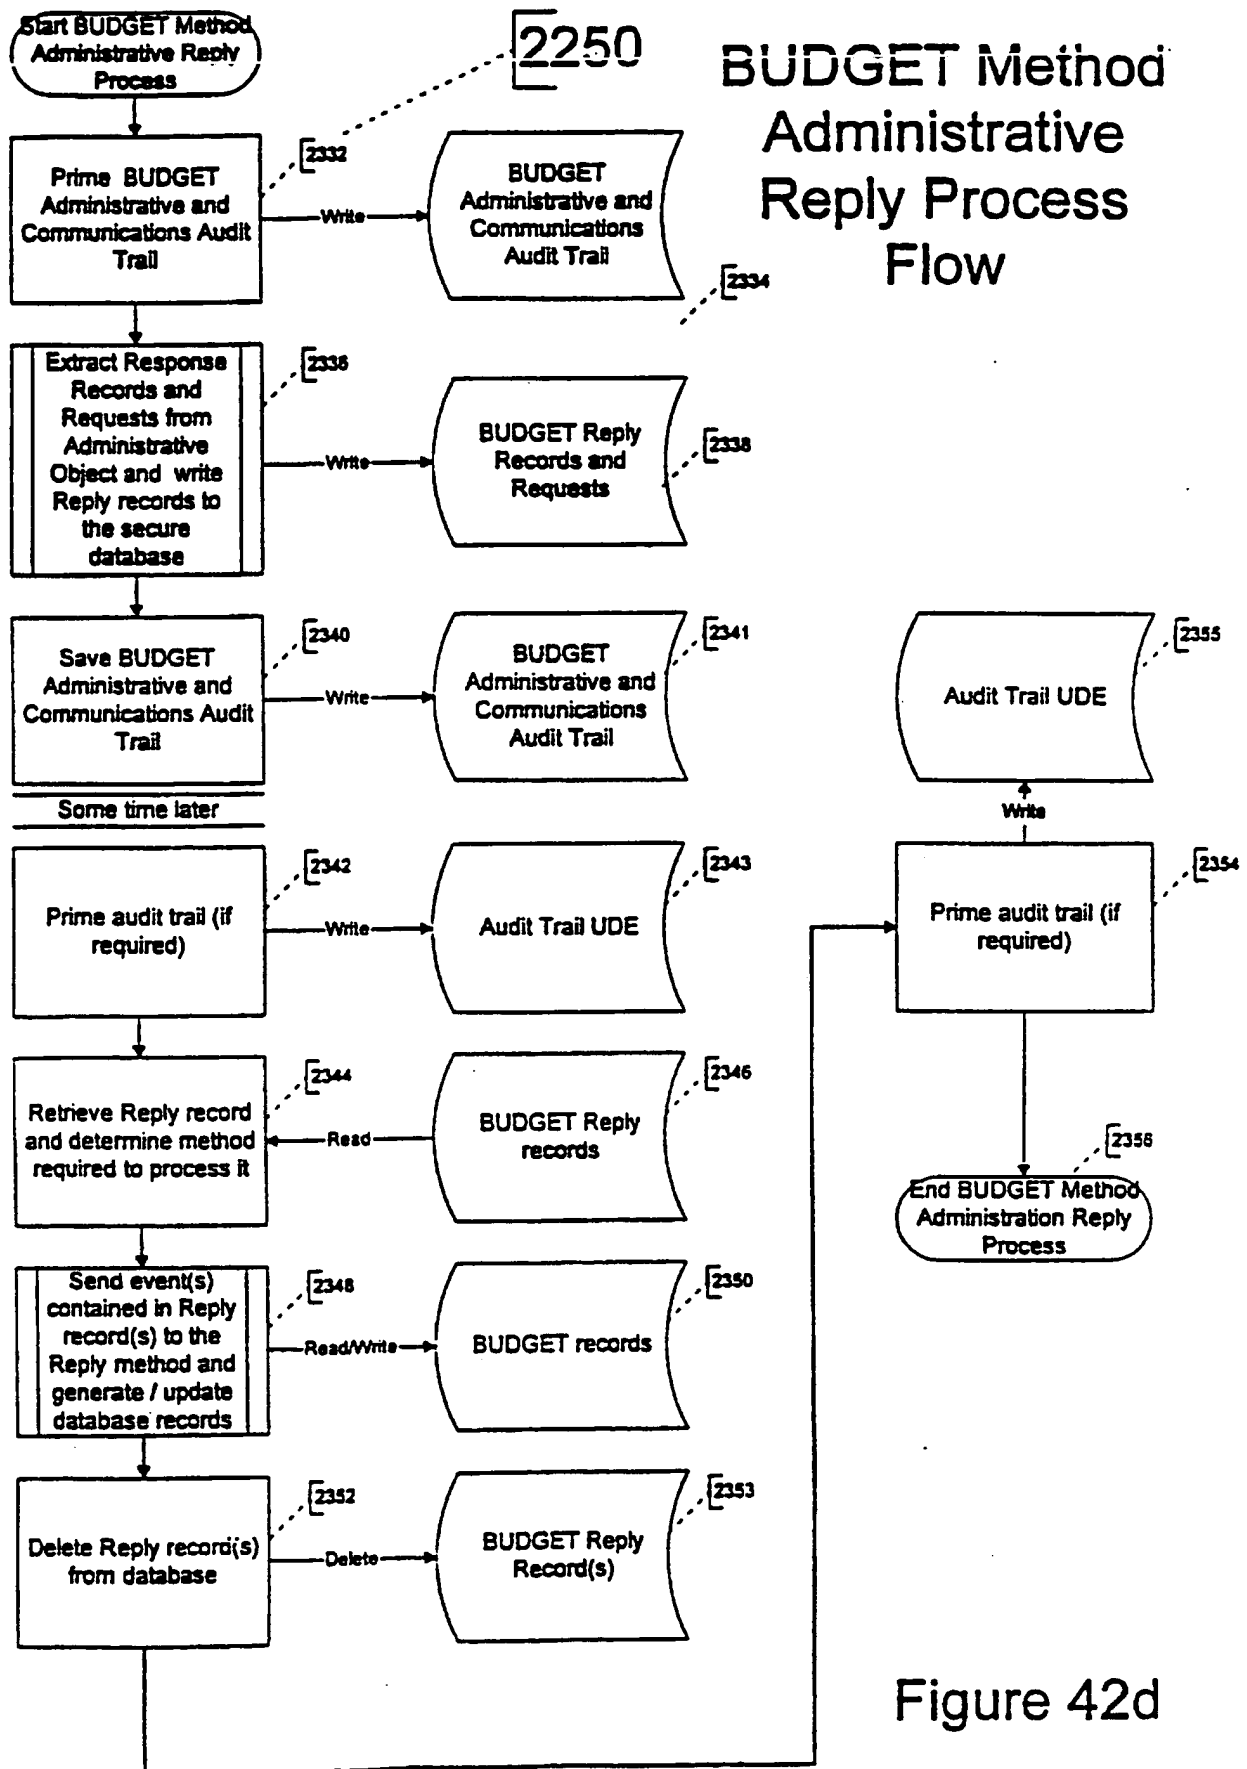 Start BUDGET Method
Administrative Reply
Process
2250
BUDGET Method
Administrative
Reply Process
Flow
2332
Prime BUDGET
Administrative and
Communications Audit
Trail
Write
BUDGET
Administrative and
Communications
Audit Trail
2334
Extract Response
Records and
Requests from
Administrative
Object and write
Reply records to
the secure
database
2336
Write
BUDGET Reply
Records and
Requests
2338
Save BUDGET
Administrative and
Communications Audit
Trail
2340
Write
BUDGET
Administrative and
Communications
Audit Trail
2341
Audit Trail UDE
2355
Some time later
Write
Prime audit trail (if
required)
2342
Write
Audit Trail UDE
2343
Prime audit trail (if
required)
2354
Retrieve Reply record
and determine method
required to process it
2344
Read
BUDGET Reply
records
2346
2356
End BUDGET Method
Administration Reply
Process
Send event(s)
contained in Reply
record(s) to the
Reply method and
generate / update
database records
2348
Read/Write
BUDGET records
2350
Delete Reply record(s)
from database
2352
Delete
BUDGET Reply
Record(s)
2353
Figure 42d